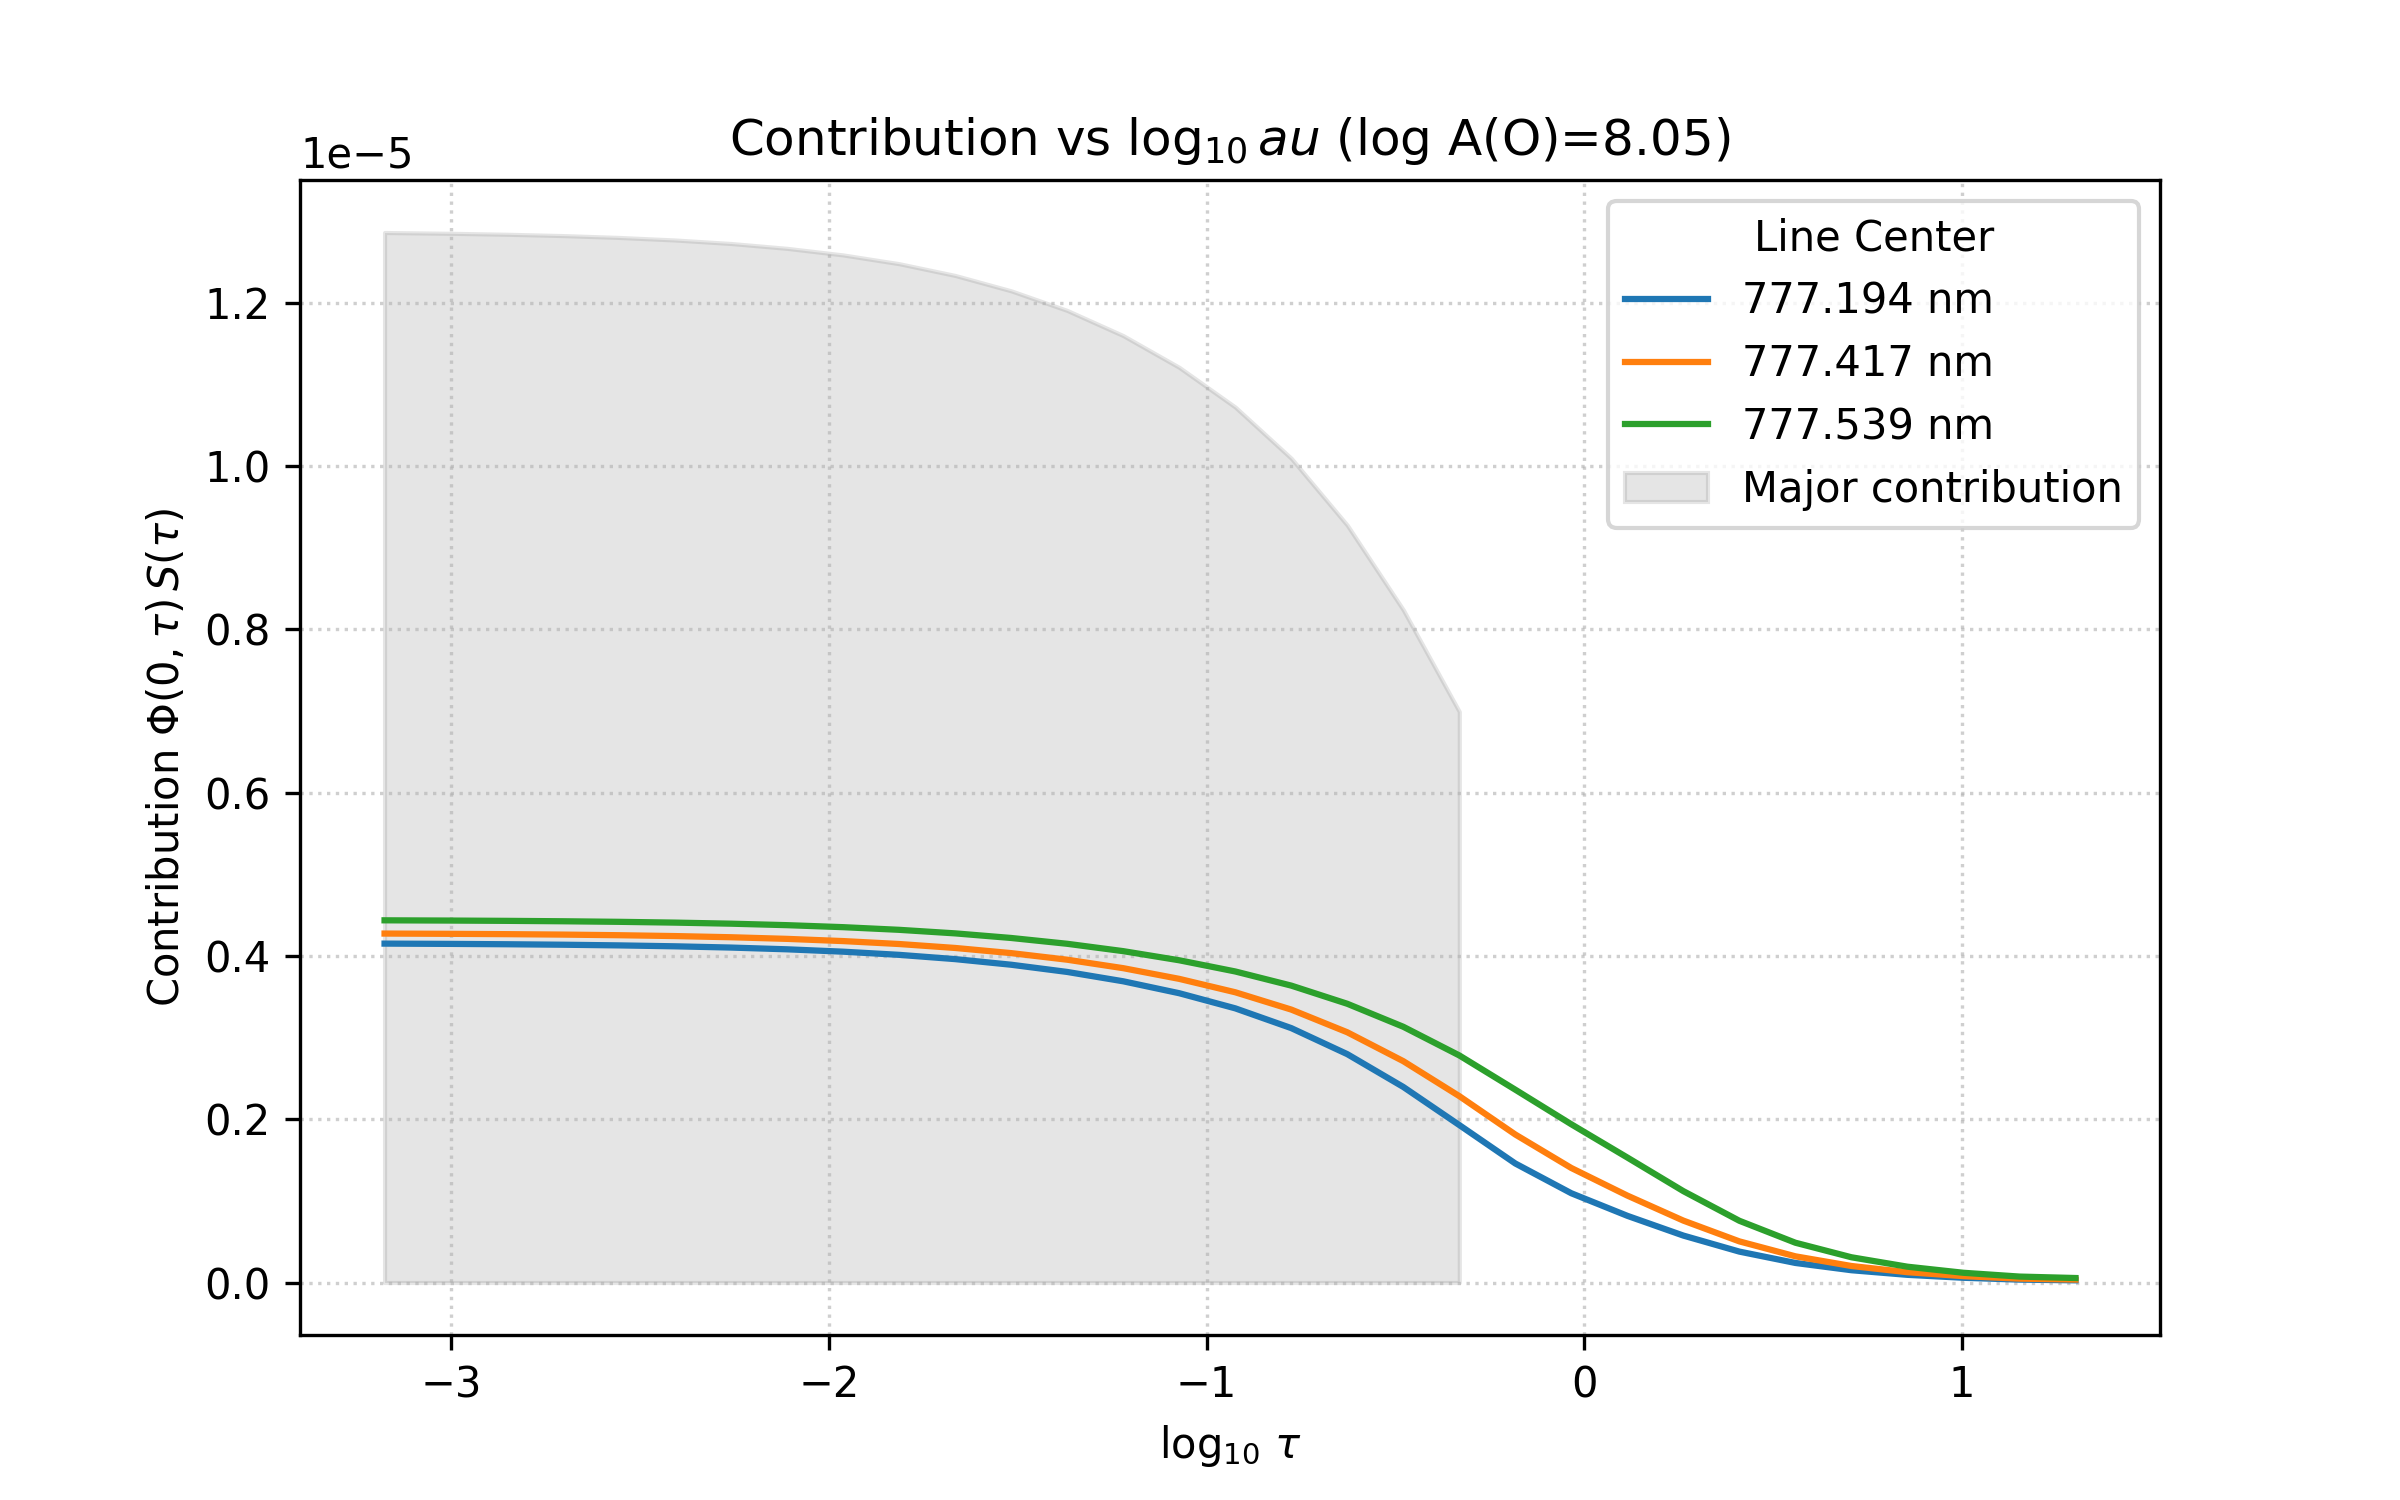 Contribution vs log₁₀ au (log A(O)=8.05)
1e−5
Line Center
777.194 nm
777.417 nm
777.539 nm
Major contribution
Contribution Φ(0, τ) S(τ)
1.2
1.0
0.8
0.6
0.4
0.2
0.0
−3 −2 −1 0 1
log₁₀ τ